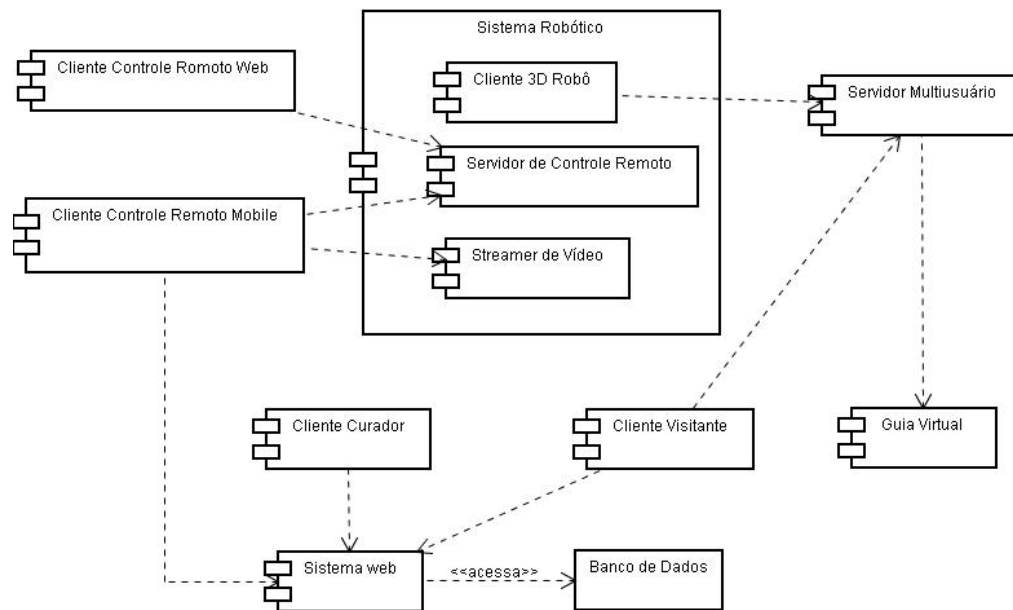 Sistema Robótico
Cliente Controle Romoto Web
Cliente 3D Robô
Servidor Multiusuário
Servidor de Controle Remoto
Cliente Controle Remoto Mobile
Streamer de Vídeo
Cliente Curador
Cliente Visitante
Guia Virtual
Sistema web
<<acessa>>
Banco de Dados